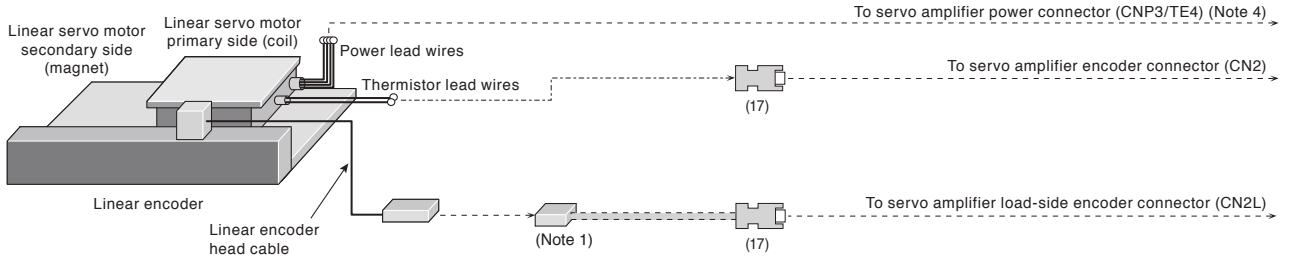 To servo amplifier power connector (CNP3/TE4) (Note 4)
Linear servo motor
secondary side
(magnet)
Linear servo motor
primary side (coil)
Power lead wires
Thermistor lead wires
To servo amplifier encoder connector (CN2)
(17)
Linear encoder
Linear encoder
head cable
(Note 1)
(17)
To servo amplifier load-side encoder connector (CN2L)